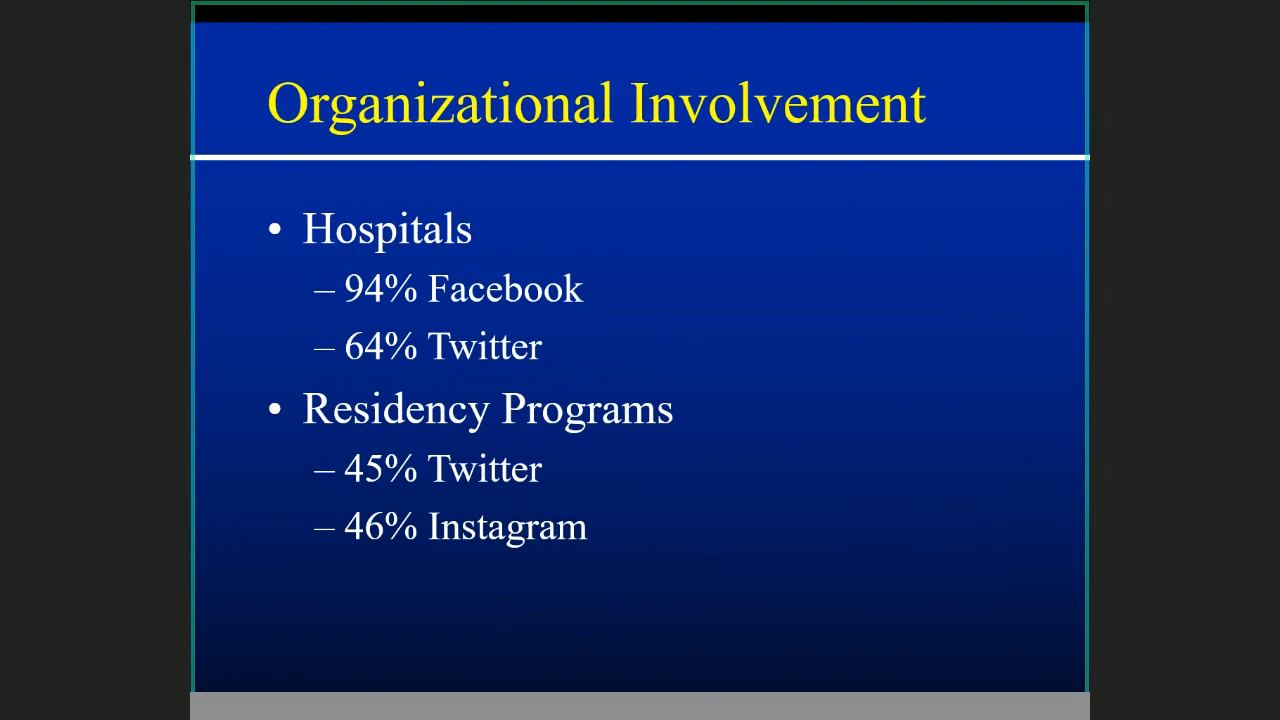 Organizational Involvement
• Hospitals
– 94% Facebook
– 64% Twitter
• Residency Programs
– 45% Twitter
– 46% Instagram